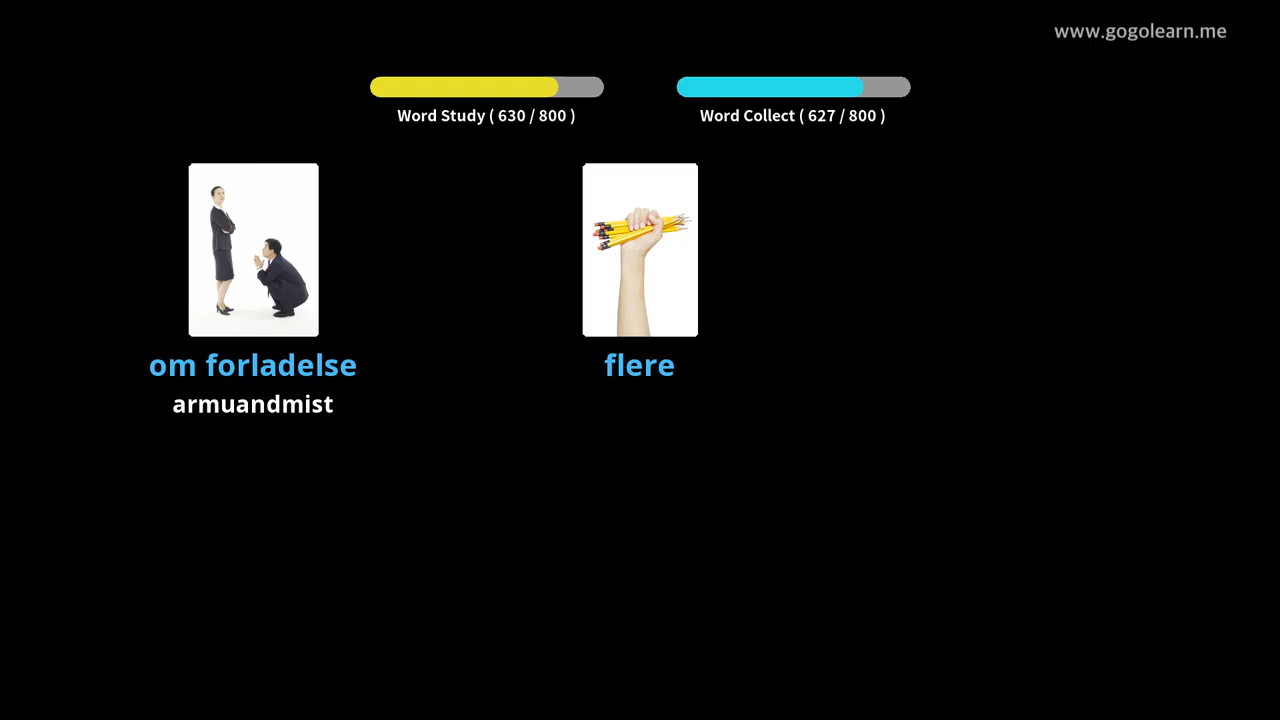 www.gogolearn.me
Word Study ( 630 / 800 )
Word Collect ( 627 / 800 )
om forladelse
armuandmist
flere